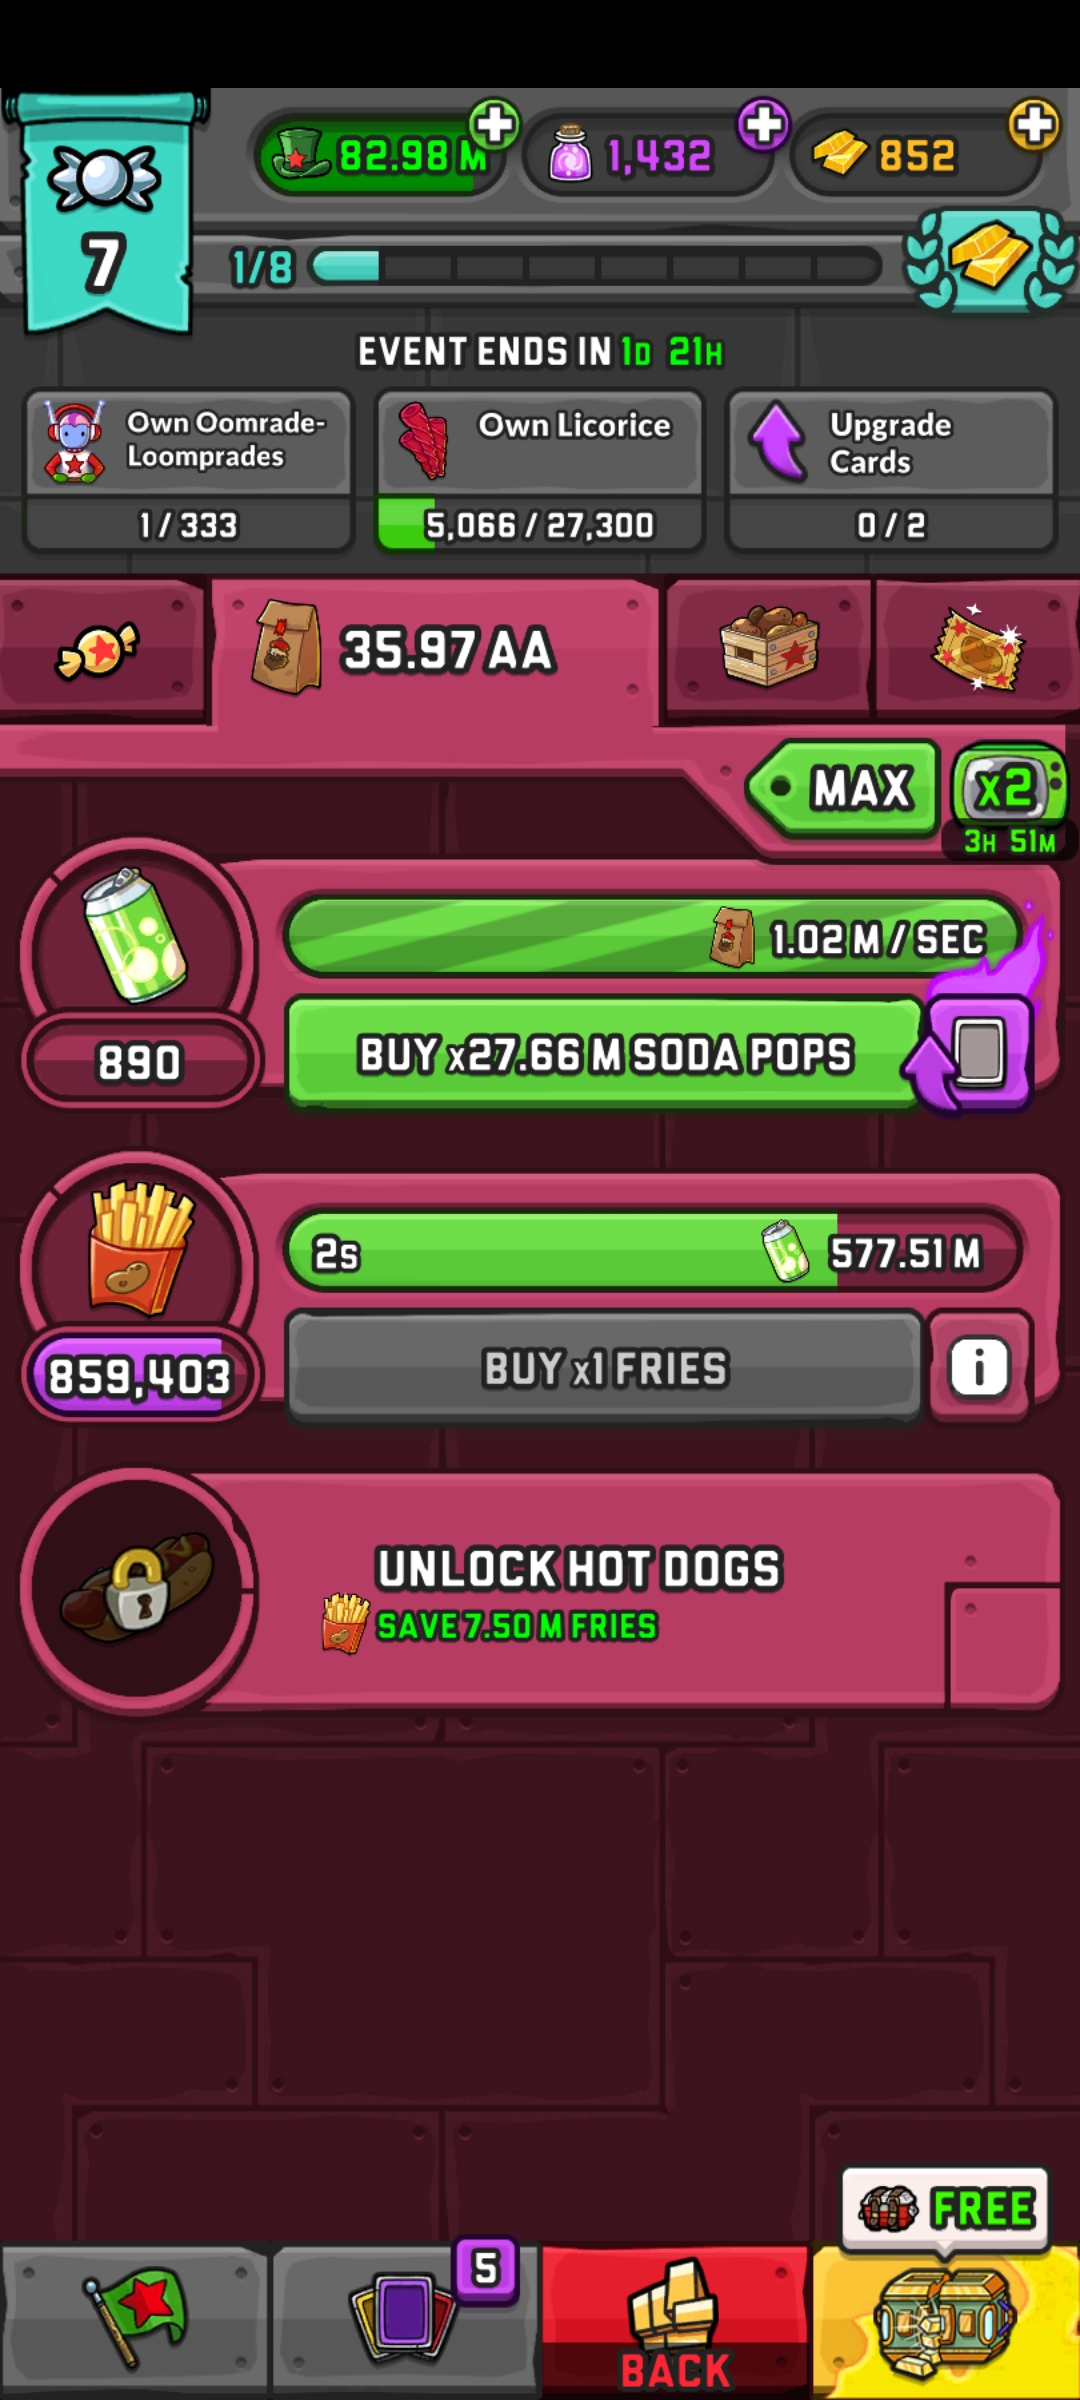 82.98 M
1,432
852
7
1/8
EVENT ENDS IN 1D 21H
Own Oomrade-
Loomprades
1 / 333
Own Licorice
5,066 / 27,300
Upgrade
Cards
0 / 2
35.97 AA
MAX
x2
3H 51M
1.02 M / SEC
890
BUY x27.66 M SODA POPS
2s
577.51 M
859,403
BUY x1 FRIES
i
UNLOCK HOT DOGS
SAVE 7.50 M FRIES
FREE
5
BACK